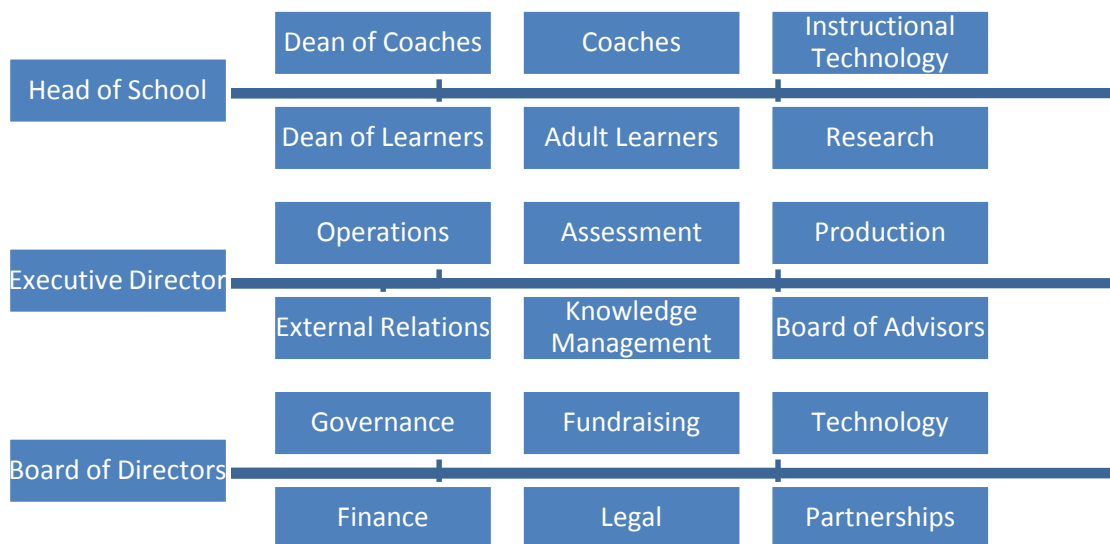 Dean of Coaches
Coaches
Instructional
Technology
Head of School
Dean of Learners
Adult Learners
Research
Operations
Assessment
Production
Executive Director
External Relations
Knowledge
Management
Board of Advisors
Governance
Fundraising
Technology
Board of Directors
Finance
Legal
Partnerships